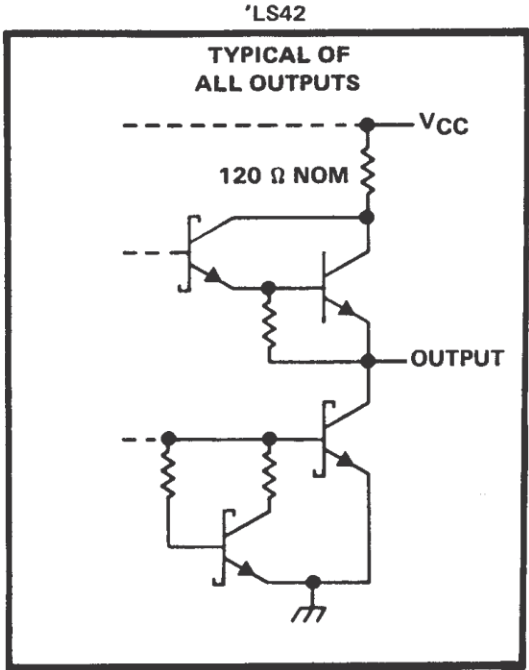 'LS42
TYPICAL OF
ALL OUTPUTS
VCC
120 Ω NOM
OUTPUT